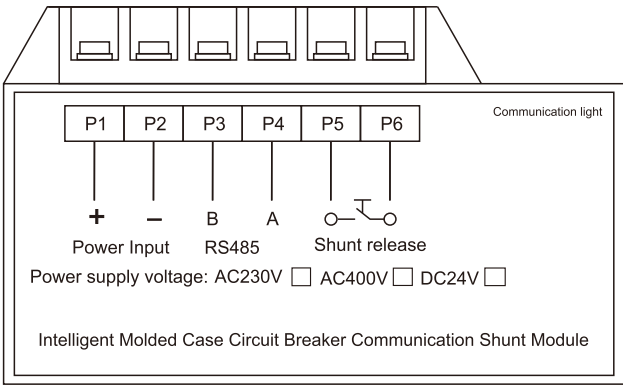 Communication light
P1 P2 P3 P4 P5 P6
+ − B A
Power Input RS485 Shunt release
Power supply voltage: AC230V □ AC400V □ DC24V □
Intelligent Molded Case Circuit Breaker Communication Shunt Module